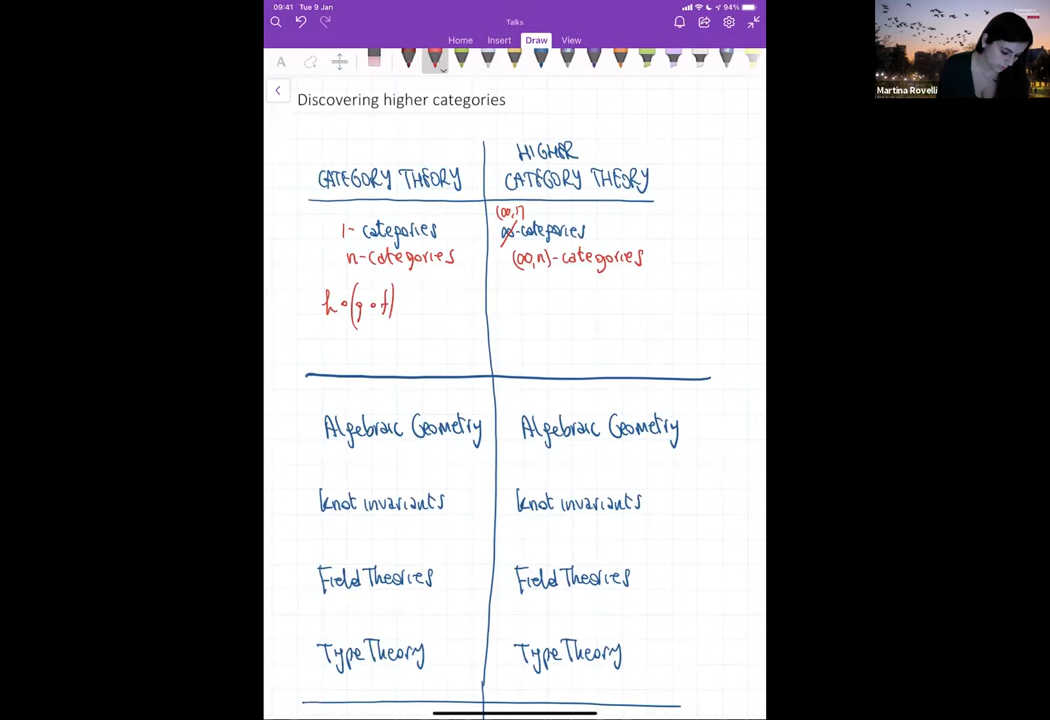 09:41 Tue 9 Jan
94%
Talks
Home Insert Draw View
Discovering higher categories
CATEGORY THEORY
HIGHER
CATEGORY THEORY
1- categories
n-categories
h∘(g∘f)
(∞,1)
∞-categories
(∞,n)-categories
Algebraic Geometry Algebraic Geometry
knot invariants knot invariants
Field Theories Field Theories
Type Theory Type Theory
Martina Rovelli